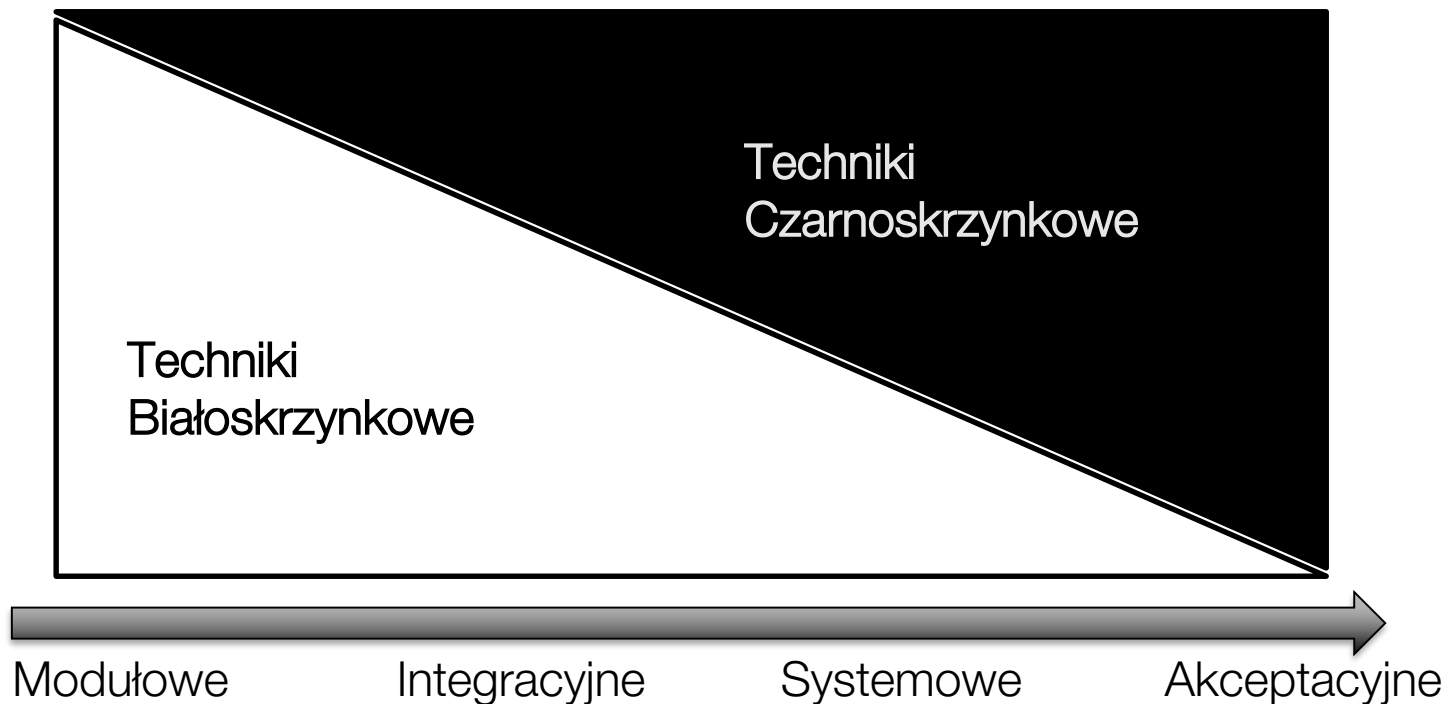 Techniki
Czarnoskrzynkowe
Techniki
Białoskrzynkowe
Modułowe Integracyjne Systemowe Akceptacyjne